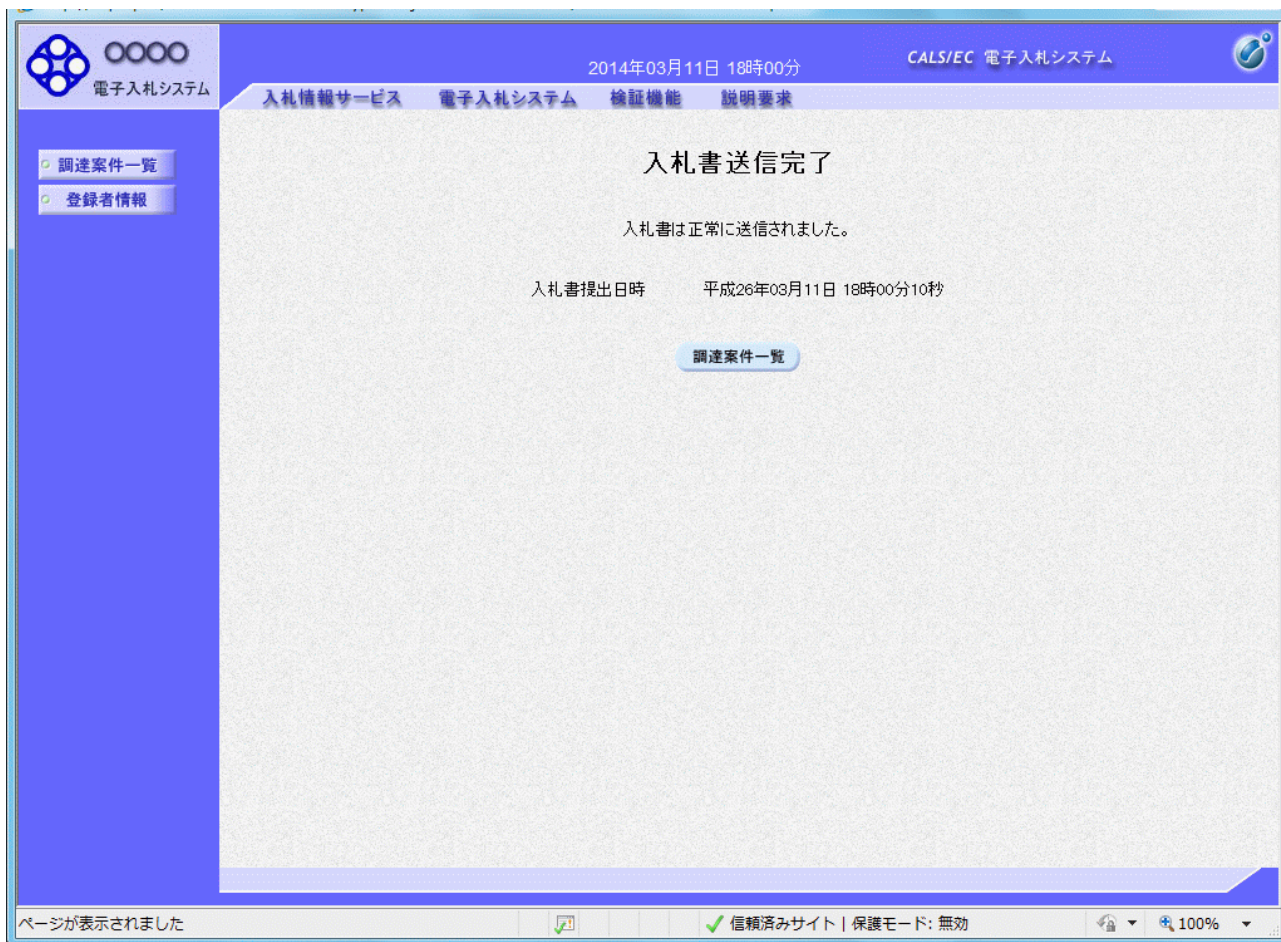 〇〇〇〇
電子入札システム
2014年03月11日 18時00分
CALS/EC 電子入札システム
入札情報サービス 電子入札システム 検証機能 説明要求
調達案件一覧
登録者情報
入札書送信完了
入札書は正常に送信されました。
入札書提出日時 平成26年03月11日 18時00分10秒
調達案件一覧
ページが表示されました
信頼済みサイト | 保護モード: 無効
100%